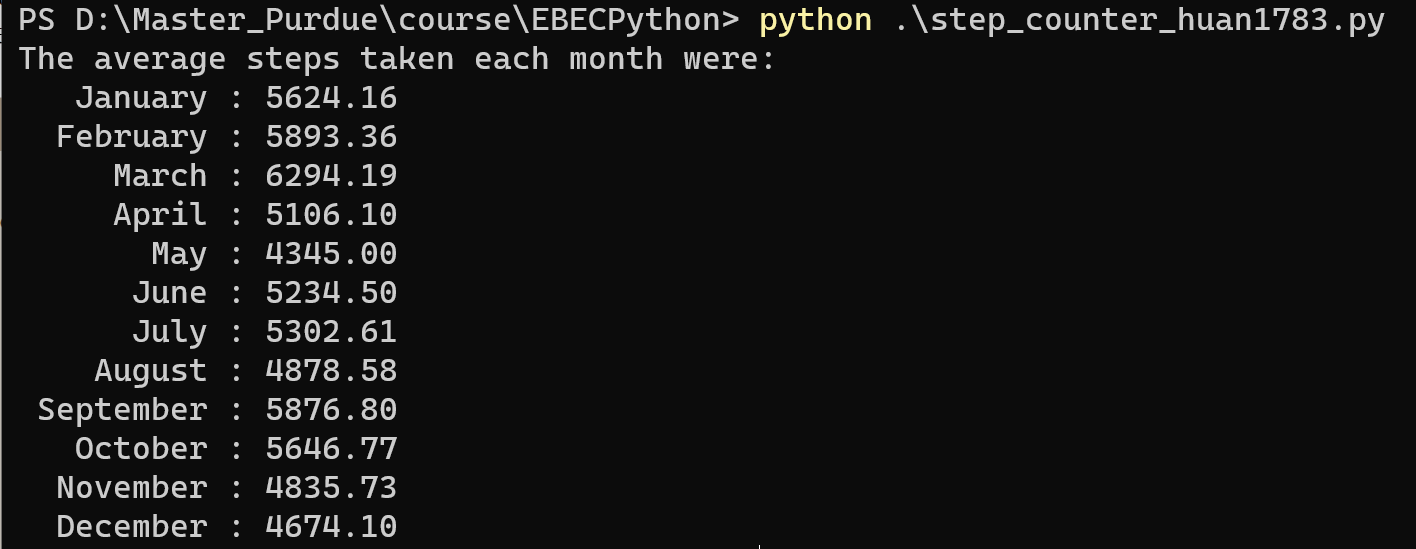 PS D:\Master_Purdue\course\EBECPython> python .\step_counter_huan1783.py
The average steps taken each month were:
   January : 5624.16
  February : 5893.36
     March : 6294.19
     April : 5106.10
       May : 4345.00
      June : 5234.50
      July : 5302.61
    August : 4878.58
 September : 5876.80
   October : 5646.77
  November : 4835.73
  December : 4674.10